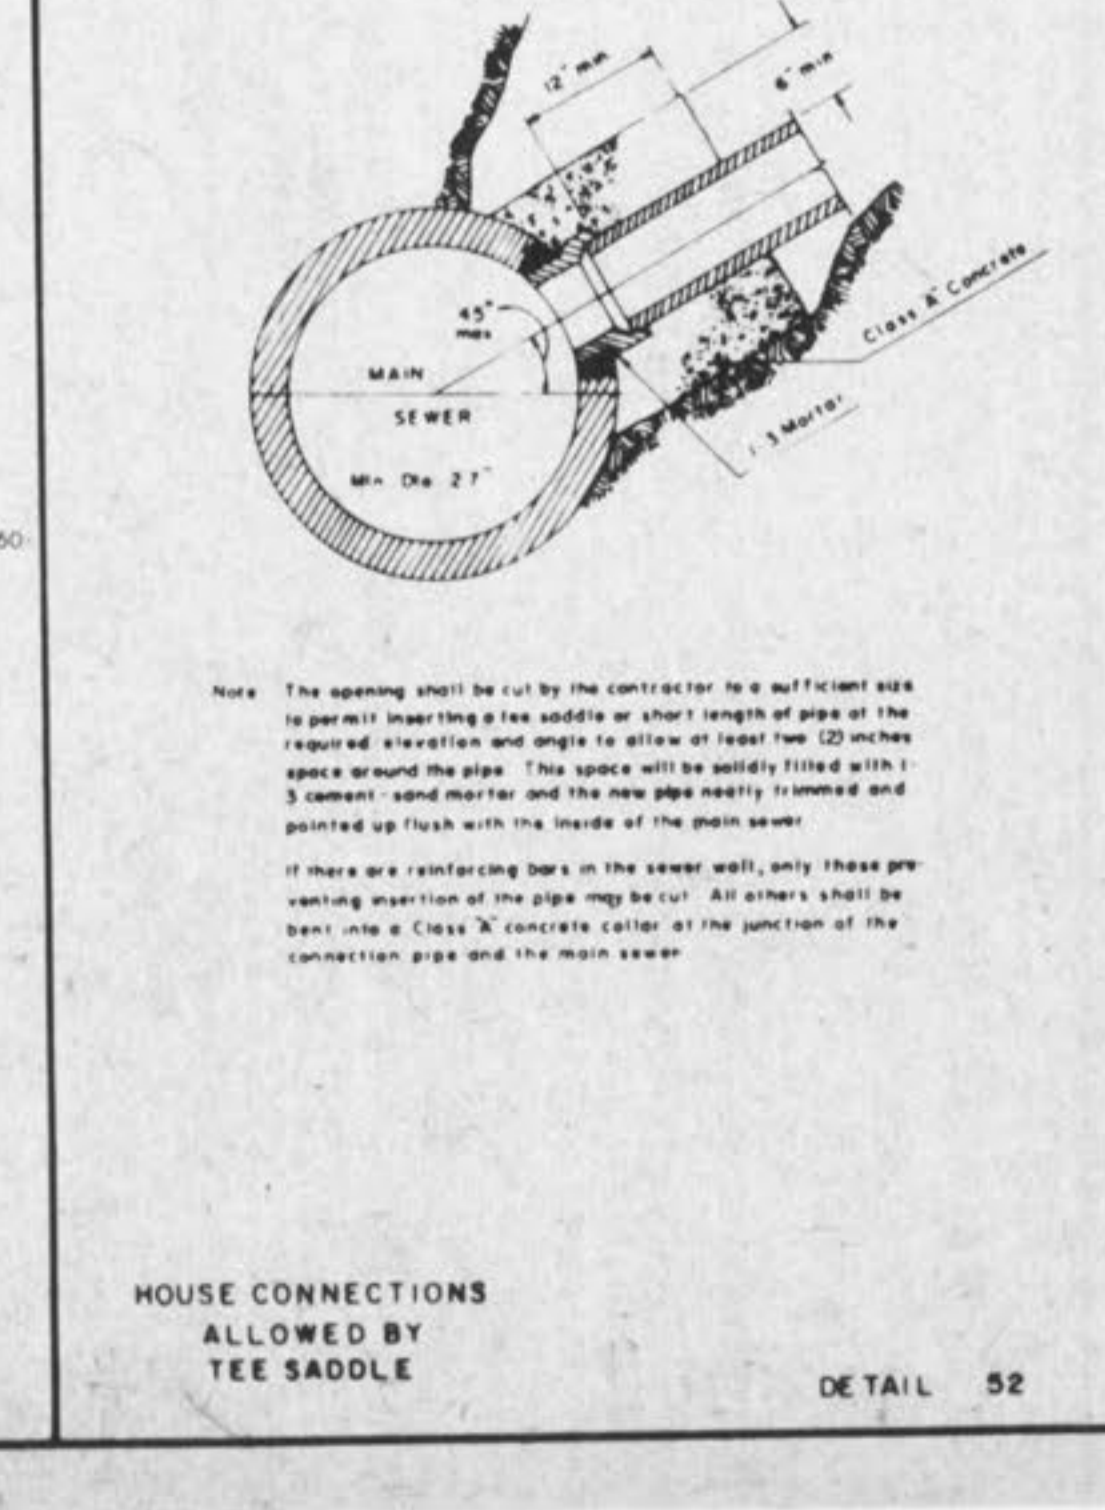 12" min
6" min
45°
max
Class "A" Concrete
MAIN
SEWER
1-3 Mortar
Min. Dia. 27"
Note The opening shall be cut by the contractor to a sufficient size
to permit inserting a tee saddle or short length of pipe at the
required elevation and angle to allow at least two (2) inches
space around the pipe. This space will be solidly filled with 1-
3 cement-sand mortar and the new pipe neatly trimmed and
pointed up flush with the inside of the main sewer.
If there are reinforcing bars in the sewer wall, only those pre-
venting insertion of the pipe may be cut. All others shall be
bent into a Class "A" concrete collar at the junction of the
connection pipe and the main sewer.
HOUSE CONNECTIONS
ALLOWED BY
TEE SADDLE
DETAIL 52